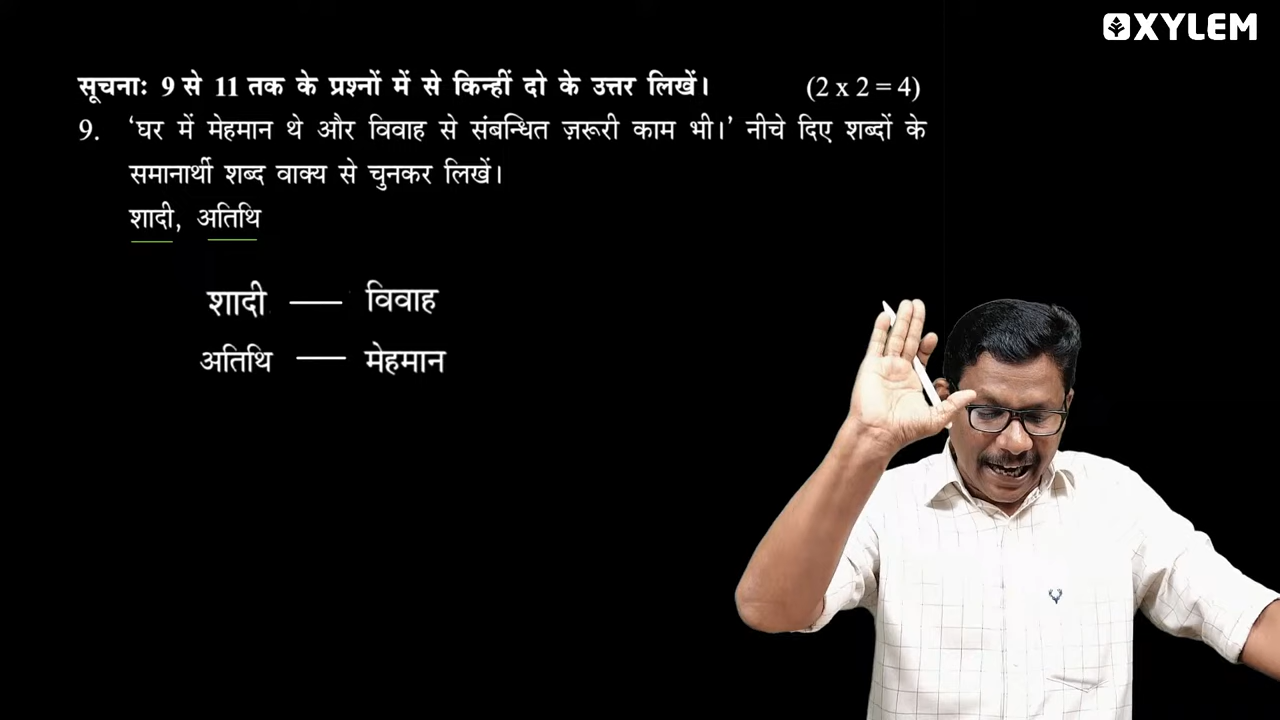 XYLEM
सूचनाः 9 से 11 तक के प्रश्नों में से किन्हीं दो के उत्तर लिखें। (2 x 2 = 4)
9. ‘घर में मेहमान थे और विवाह से संबन्धित ज़रूरी काम भी।’ नीचे दिए शब्दों के
समानार्थी शब्द वाक्य से चुनकर लिखें।
शादी, अतिथि
शादी — विवाह
अतिथि — मेहमान